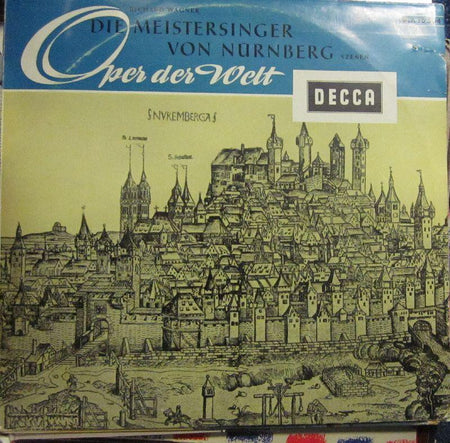 RICHARD WAGNER
DIE MEISTERSINGER
VON NÜRNBERG SZENEN
Oper der Welt
DECCA
NVREMBERGA